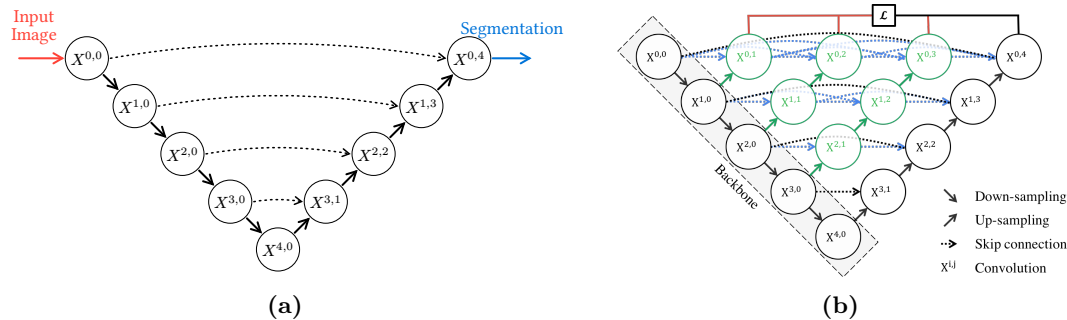 Input
Image
Segmentation
X^{0,0}
X^{0,4}
X^{1,0}
X^{1,3}
X^{2,0}
X^{2,2}
X^{3,0}
X^{3,1}
X^{4,0}
(a)
𝓛
X^{0,0}
X^{0,1}
X^{0,2}
X^{0,3}
X^{0,4}
X^{1,0}
X^{1,1}
X^{1,2}
X^{1,3}
X^{2,0}
X^{2,1}
X^{2,2}
X^{3,0}
X^{3,1}
X^{4,0}
Backbone
Down-sampling
Up-sampling
Skip connection
X^{i,j} Convolution
(b)